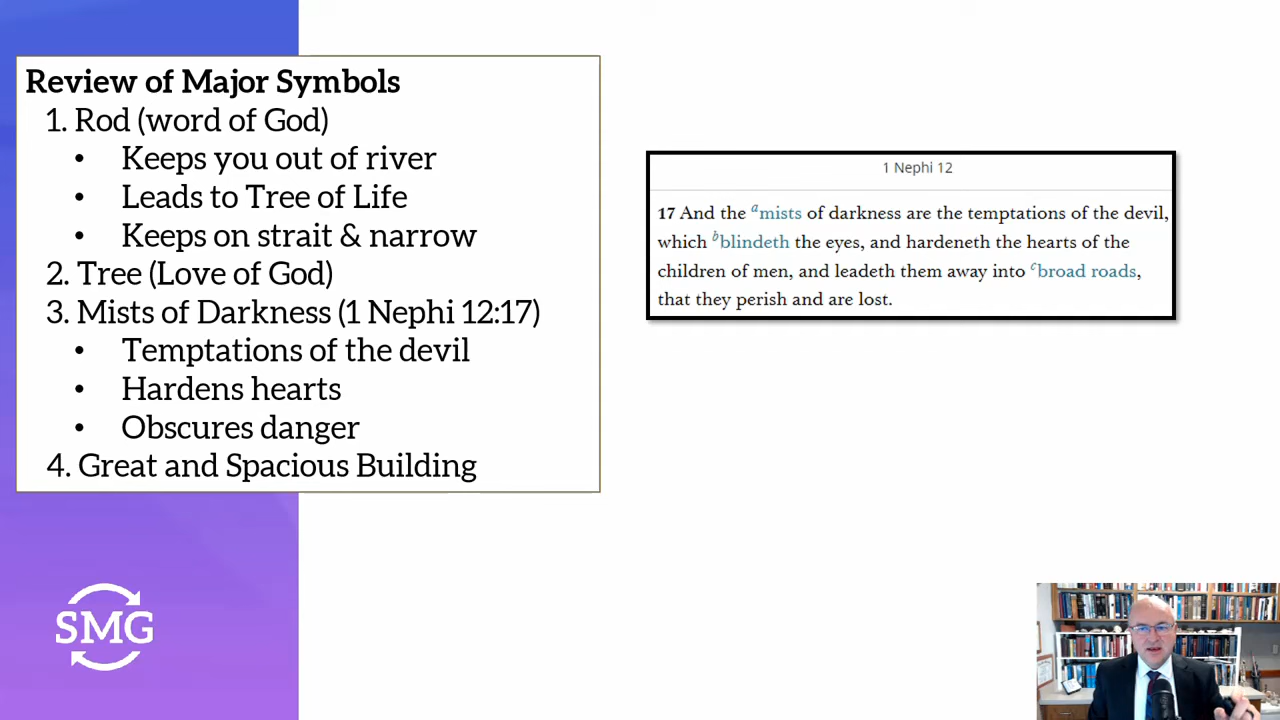 Review of Major Symbols
1. Rod (word of God)
• Keeps you out of river
• Leads to Tree of Life
• Keeps on strait & narrow
2. Tree (Love of God)
3. Mists of Darkness (1 Nephi 12:17)
• Temptations of the devil
• Hardens hearts
• Obscures danger
4. Great and Spacious Building
1 Nephi 12
17 And the a mists of darkness are the temptations of the devil,
which b blindeth the eyes, and hardeneth the hearts of the
children of men, and leadeth them away into c broad roads,
that they perish and are lost.
SMG